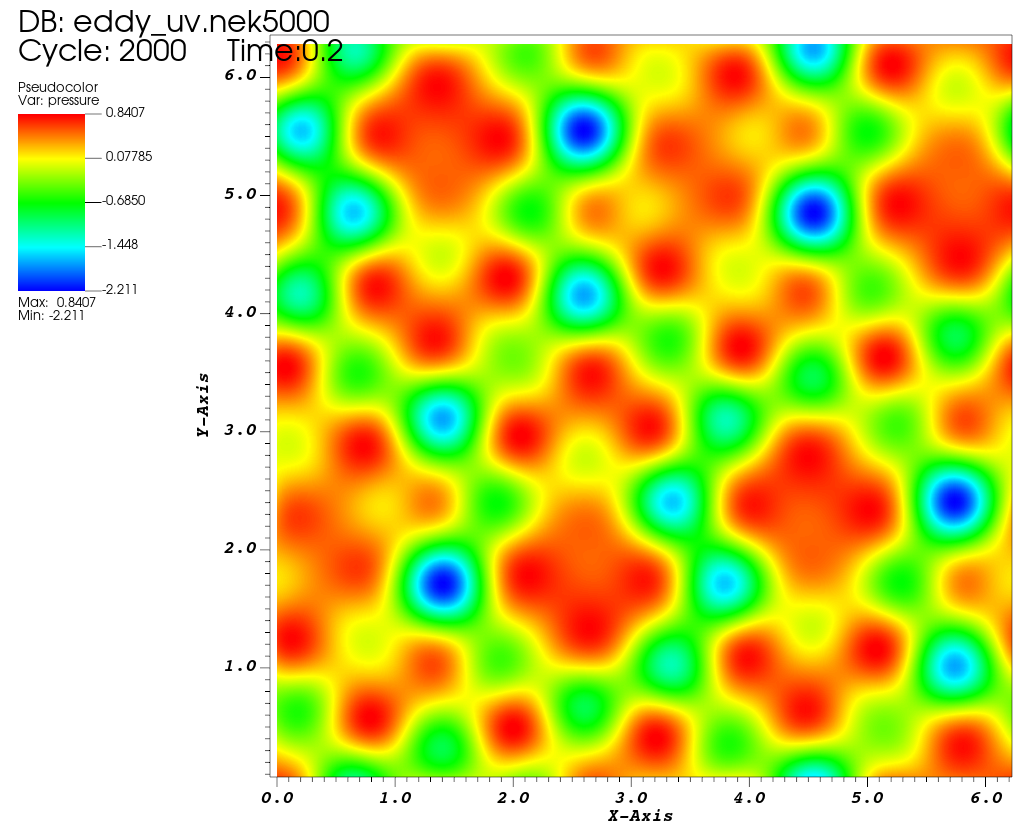 DB: eddy_uv.nek5000
Cycle: 2000 Time:0.2
Pseudocolor
Var: pressure
0.8407
0.07785
-0.6850
-1.448
-2.211
Max: 0.8407
Min: -2.211
6.0
5.0
4.0
3.0
2.0
1.0
Y-Axis
0.0 1.0 2.0 3.0 4.0 5.0 6.0
X-Axis